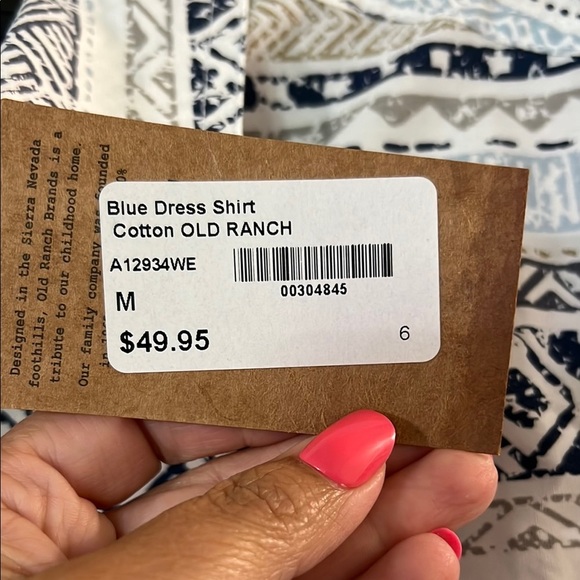 Blue Dress Shirt
Cotton OLD RANCH
A12934WE
00304845
M
$49.95
6
Designed in the Sierra Nevada
foothills, Old Ranch Brands is a
tribute to our childhood home.
Our family company was founded
in